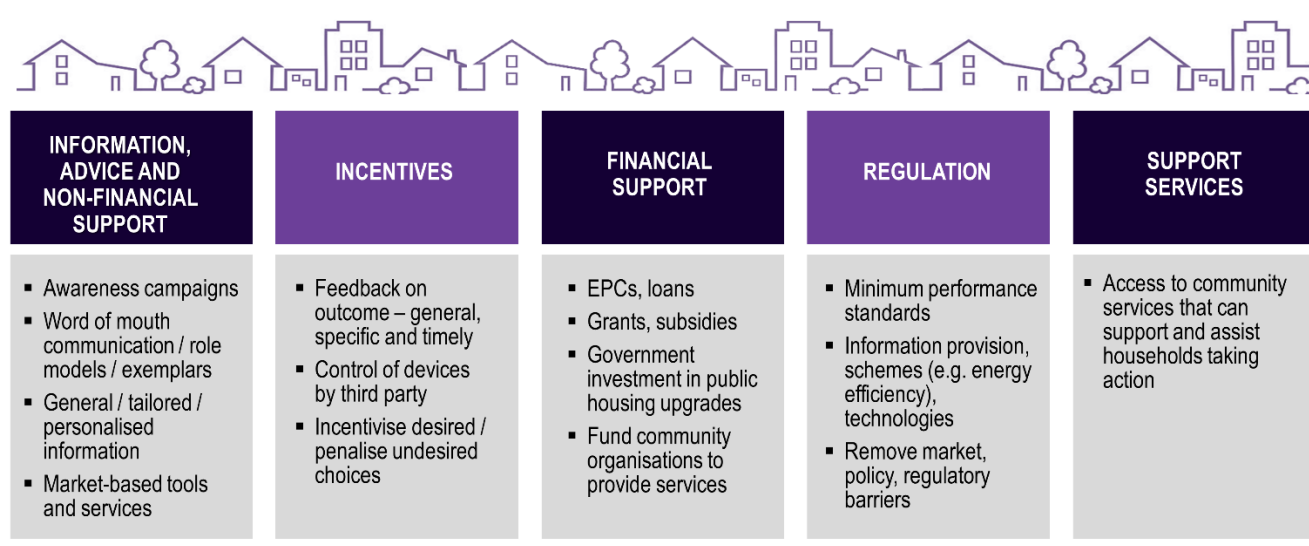 INFORMATION,
ADVICE AND
NON-FINANCIAL
SUPPORT
▪ Awareness campaigns
▪ Word of mouth
communication / role
models / exemplars
▪ General / tailored /
personalised
information
▪ Market-based tools
and services
INCENTIVES
▪ Feedback on
outcome – general,
specific and timely
▪ Control of devices
by third party
▪ Incentivise desired /
penalise undesired
choices
FINANCIAL
SUPPORT
▪ EPCs, loans
▪ Grants, subsidies
▪ Government
investment in public
housing upgrades
▪ Fund community
organisations to
provide services
REGULATION
▪ Minimum performance
standards
▪ Information provision,
schemes (e.g. energy
efficiency),
technologies
▪ Remove market,
policy, regulatory
barriers
SUPPORT
SERVICES
▪ Access to community
services that can
support and assist
households taking
action